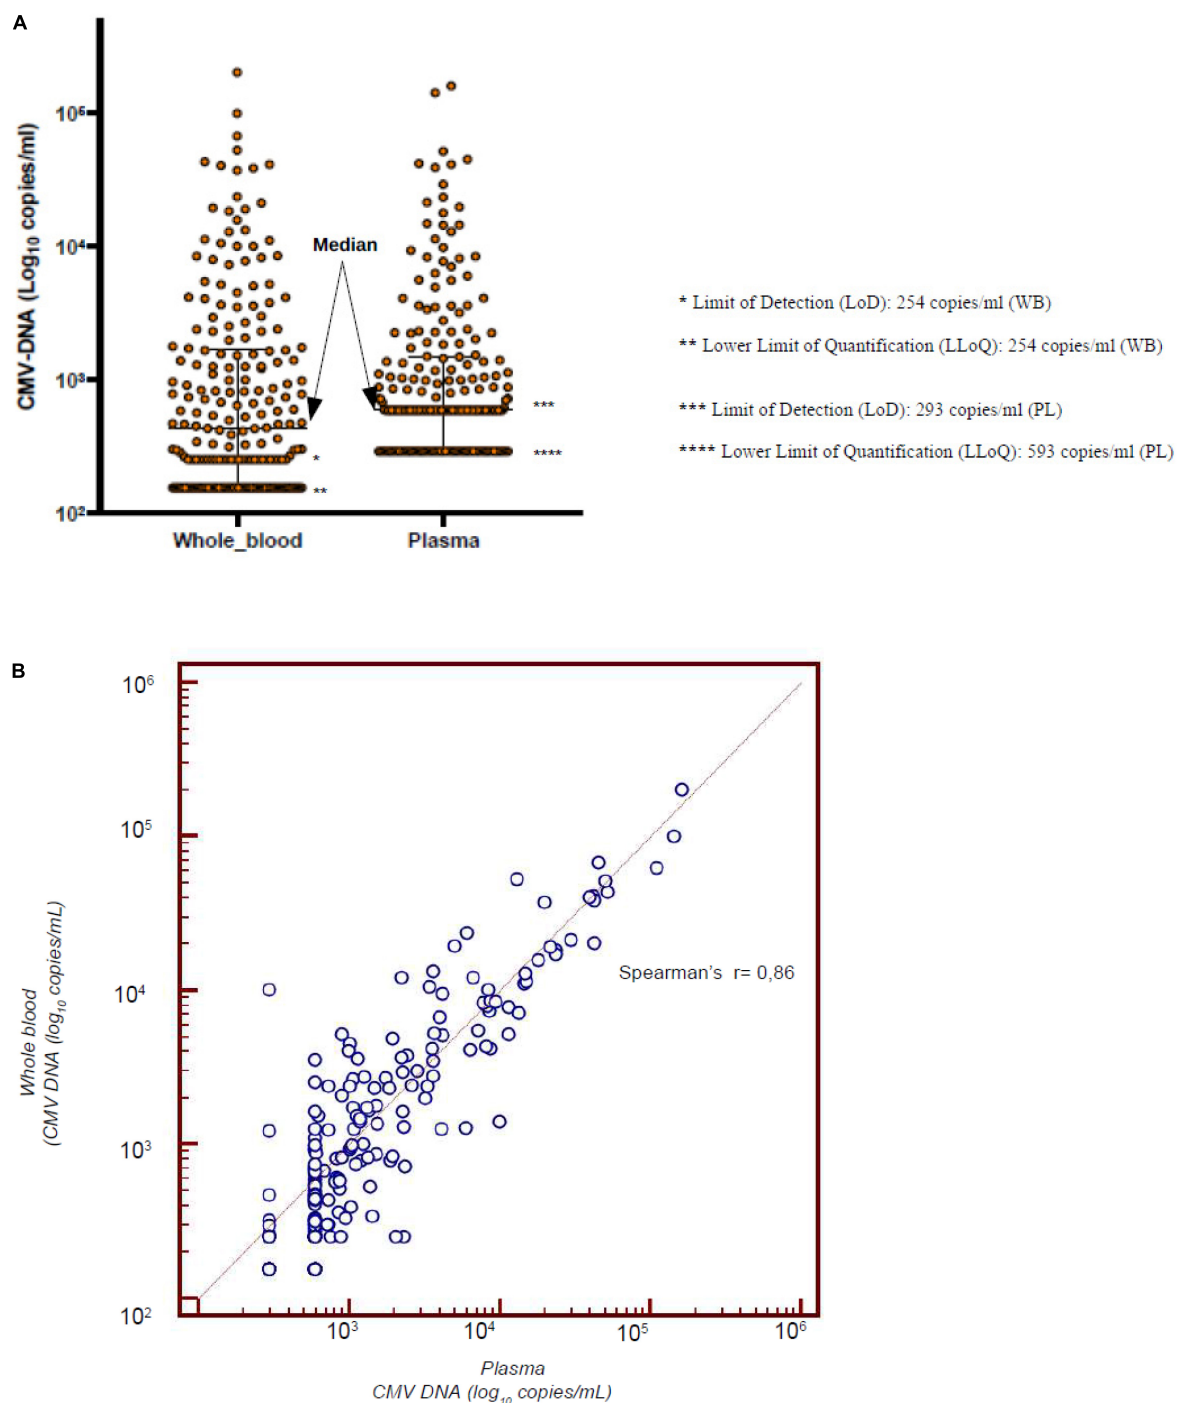 A
CMV-DNA (Log₁₀ copies/ml)
10⁵
10⁴
10³
10²
Median
*
**
***
****
Whole_blood
Plasma
* Limit of Detection (LoD): 254 copies/ml (WB)
** Lower Limit of Quantification (LLoQ): 254 copies/ml (WB)
*** Limit of Detection (LoD): 293 copies/ml (PL)
**** Lower Limit of Quantification (LLoQ): 593 copies/ml (PL)
B
Whole blood
(CMV DNA (log₁₀ copies/mL)
10⁶
10⁵
10⁴
10³
10²
Spearman's r= 0,86
10³
10⁴
10⁵
10⁶
Plasma
CMV DNA (log₁₀ copies/mL)